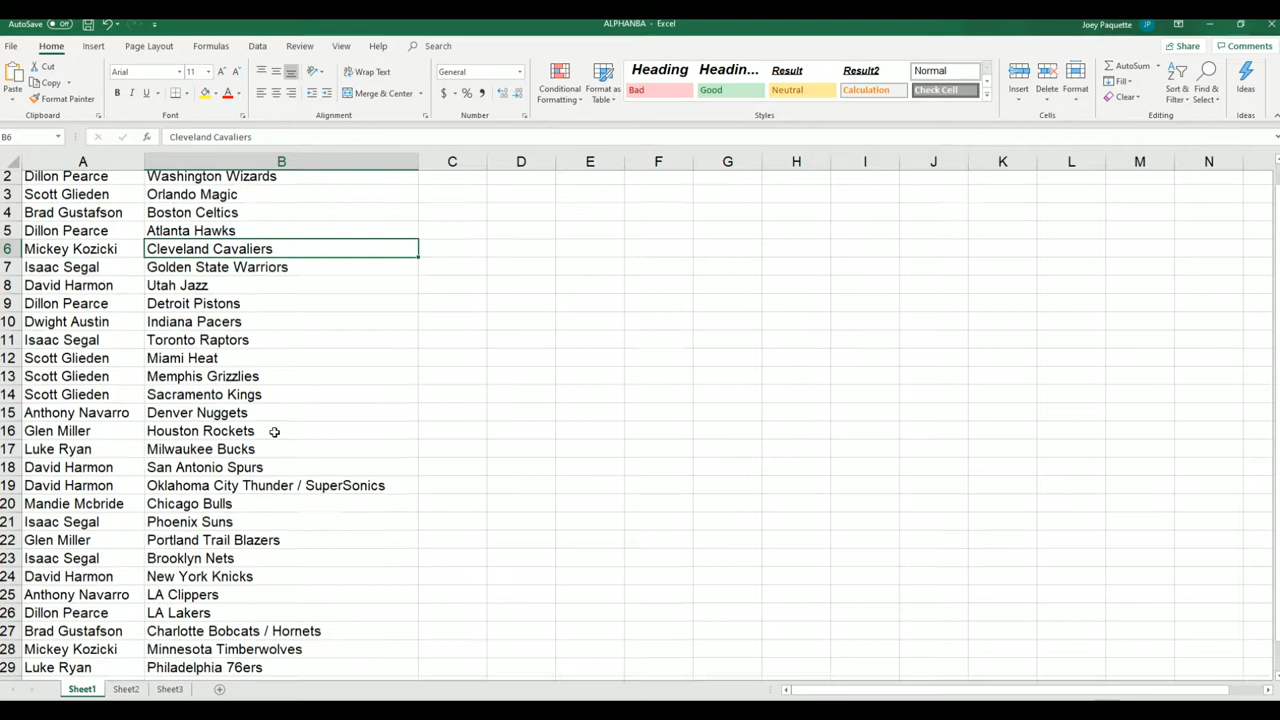 AutoSave Off ALPHANBA – Excel Joey Paquette JP
File Home Insert Page Layout Formulas Data Review View Help Search Share Comments
Paste Cut Copy Format Painter Clipboard
Arial 11 A A B I U A Font
Wrap Text Merge & Center Alignment
General $ % , Number
Conditional Formatting Format as Table
Heading Headin... Result Result2 Normal
Bad Good Neutral Calculation Check Cell
Styles
Insert Delete Format Cells
AutoSum Fill Clear Sort & Filter Find & Select Editing
Ideas Ideas
B6 fx Cleveland Cavaliers
A B C D E F G H I J K L M N
2 Dillon Pearce Washington Wizards
3 Scott Glieden Orlando Magic
4 Brad Gustafson Boston Celtics
5 Dillon Pearce Atlanta Hawks
6 Mickey Kozicki Cleveland Cavaliers
7 Isaac Segal Golden State Warriors
8 David Harmon Utah Jazz
9 Dillon Pearce Detroit Pistons
10 Dwight Austin Indiana Pacers
11 Isaac Segal Toronto Raptors
12 Scott Glieden Miami Heat
13 Scott Glieden Memphis Grizzlies
14 Scott Glieden Sacramento Kings
15 Anthony Navarro Denver Nuggets
16 Glen Miller Houston Rockets
17 Luke Ryan Milwaukee Bucks
18 David Harmon San Antonio Spurs
19 David Harmon Oklahoma City Thunder / SuperSonics
20 Mandie Mcbride Chicago Bulls
21 Isaac Segal Phoenix Suns
22 Glen Miller Portland Trail Blazers
23 Isaac Segal Brooklyn Nets
24 David Harmon New York Knicks
25 Anthony Navarro LA Clippers
26 Dillon Pearce LA Lakers
27 Brad Gustafson Charlotte Bobcats / Hornets
28 Mickey Kozicki Minnesota Timberwolves
29 Luke Ryan Philadelphia 76ers
Sheet1 Sheet2 Sheet3